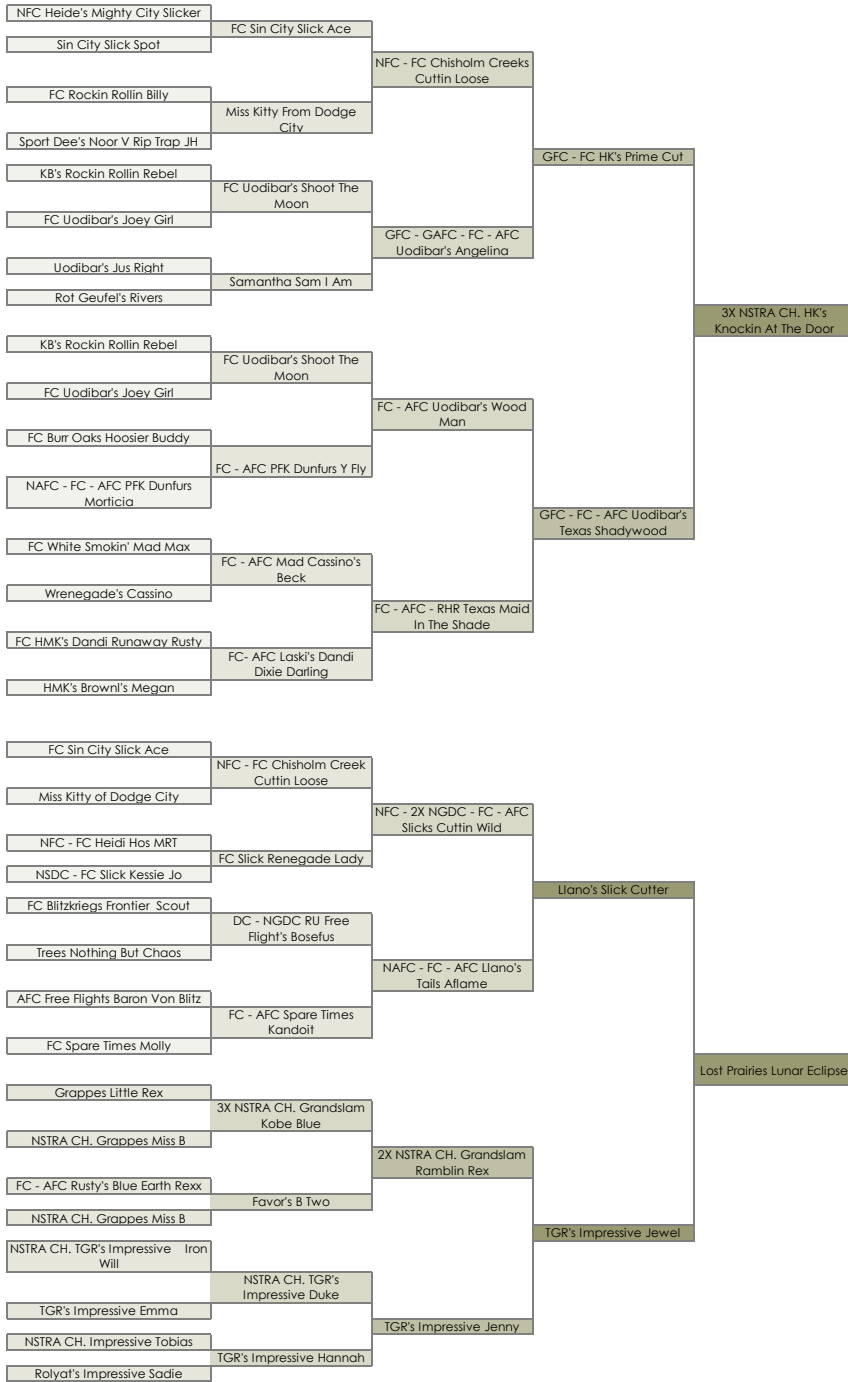 NFC Heide's Mighty City Slicker
FC Sin City Slick Ace
Sin City Slick Spot
NFC - FC Chisholm Creeks
Cuttin Loose
FC Rockin Rollin Billy
Miss Kitty From Dodge
City
Sport Dee's Noor V Rip Trap JH
GFC - FC HK's Prime Cut
KB's Rockin Rollin Rebel
FC Uodibar's Shoot The
Moon
FC Uodibar's Joey Girl
GFC - GAFC - FC - AFC
Uodibar's Angelina
Uodibar's Jus Right
Samantha Sam I Am
Rot Geufel's Rivers
3X NSTRA CH. HK's
Knockin At The Door
KB's Rockin Rollin Rebel
FC Uodibar's Shoot The
Moon
FC Uodibar's Joey Girl
FC - AFC Uodibar's Wood
Man
FC Burr Oaks Hoosier Buddy
FC - AFC PFK Dunfurs Y Fly
NAFC - FC - AFC PFK Dunfurs
Morticia
GFC - FC - AFC Uodibar's
Texas Shadywood
FC White Smokin' Mad Max
FC - AFC Mad Cassino's
Beck
Wrenegade's Cassino
FC - AFC - RHR Texas Maid
In The Shade
FC HMK's Dandi Runaway Rusty
FC- AFC Laski's Dandi
Dixie Darling
HMK's Brownl's Megan
FC Sin City Slick Ace
NFC - FC Chisholm Creek
Cuttin Loose
Miss Kitty of Dodge City
NFC - 2X NGDC - FC - AFC
Slicks Cuttin Wild
NFC - FC Heidi Hos MRT
FC Slick Renegade Lady
NSDC - FC Slick Kessie Jo
Llano's Slick Cutter
FC Blitzkriegs Frontier  Scout
DC - NGDC RU Free
Flight's Bosefus
Trees Nothing But Chaos
NAFC - FC - AFC Llano's
Tails Aflame
AFC Free Flights Baron Von Blitz
FC - AFC Spare Times
Kandoit
FC Spare Times Molly
Lost Prairies Lunar Eclipse
Grappes Little Rex
3X NSTRA CH. Grandslam
Kobe Blue
NSTRA CH. Grappes Miss B
2X NSTRA CH. Grandslam
Ramblin Rex
FC - AFC Rusty's Blue Earth Rexx
Favor's B Two
NSTRA CH. Grappes Miss B
TGR's Impressive Jewel
NSTRA CH. TGR's Impressive    Iron
Will
NSTRA CH. TGR's
Impressive Duke
TGR's Impressive Emma
TGR's Impressive Jenny
NSTRA CH. Impressive Tobias
TGR's Impressive Hannah
Rolyat's Impressive Sadie